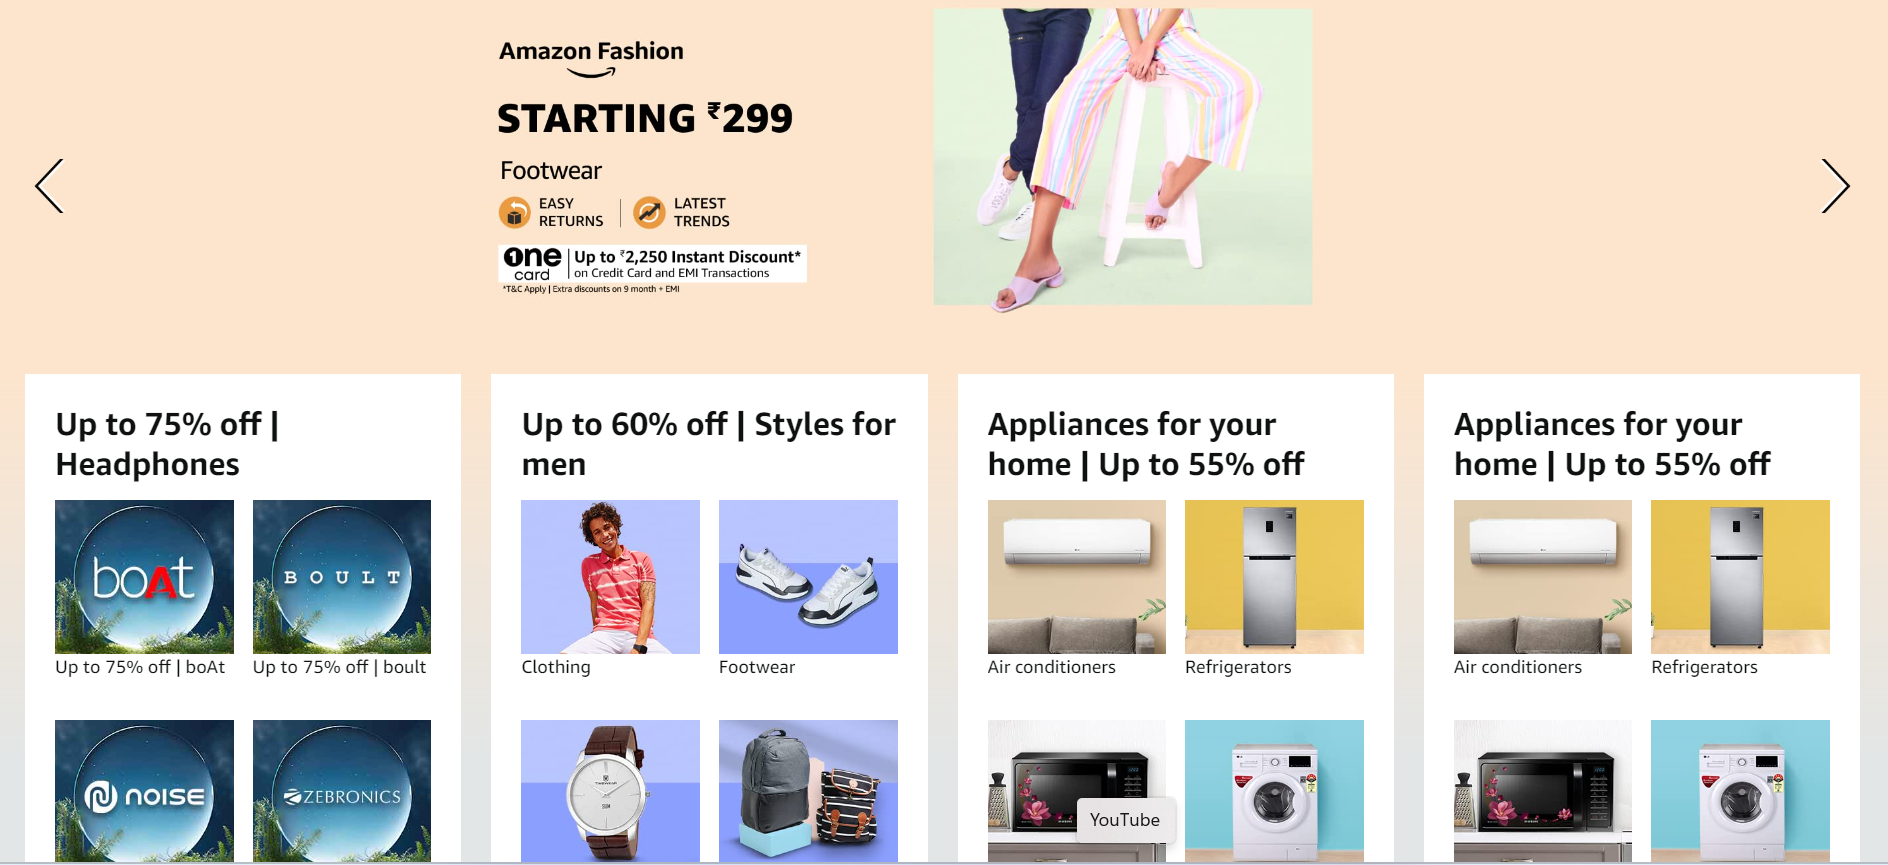 Amazon Fashion
STARTING ₹299
Footwear
EASY
RETURNS
LATEST
TRENDS
one
card
Up to ₹2,250 Instant Discount*
on Credit Card and EMI Transactions
*T&C Apply | Extra discounts on 9 month + EMI
Up to 75% off |
Headphones
boAt
BOULT
Up to 75% off | boAt
Up to 75% off | boult
noise
ZEBRONICS
Up to 60% off | Styles for
men
Clothing
Footwear
Appliances for your
home | Up to 55% off
Air conditioners
Refrigerators
YouTube
Appliances for your
home | Up to 55% off
Air conditioners
Refrigerators